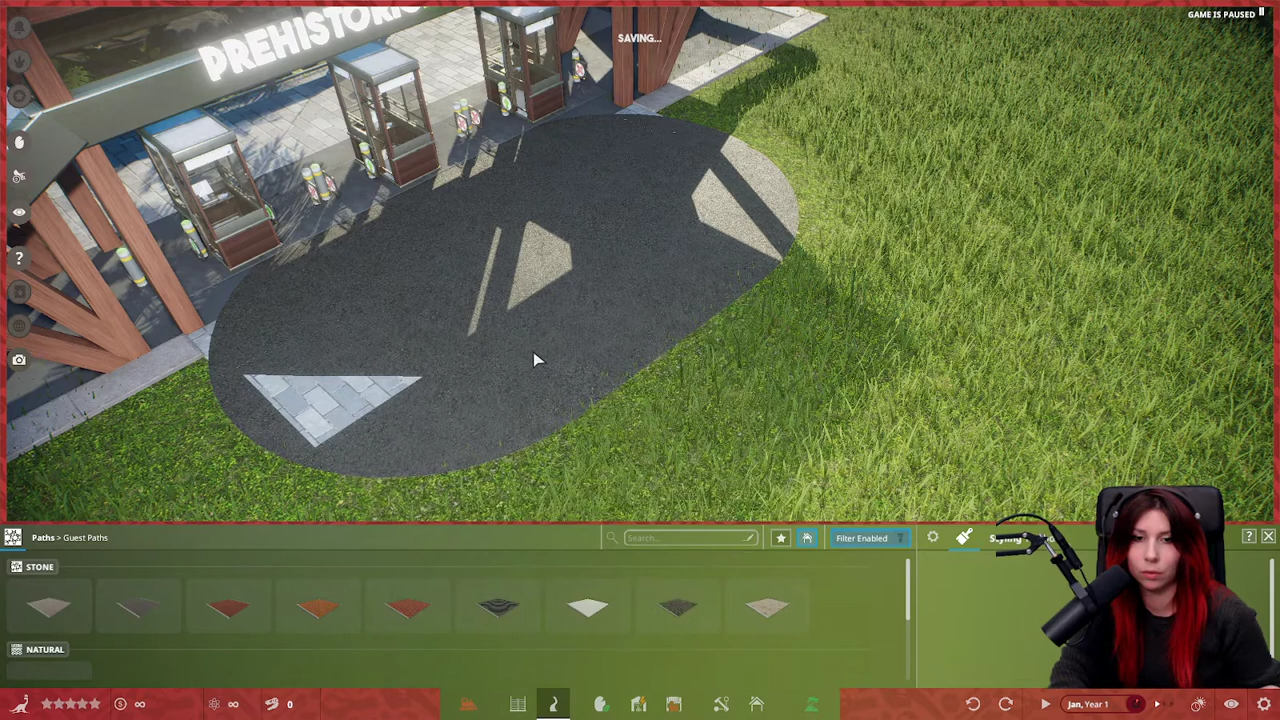 GAME IS PAUSED
SAVING...
PREHISTORIC
?
Paths > Guest Paths
Search...
Filter Enabled
?
STONE
NATURAL
∞
∞
0
Jan, Year 1